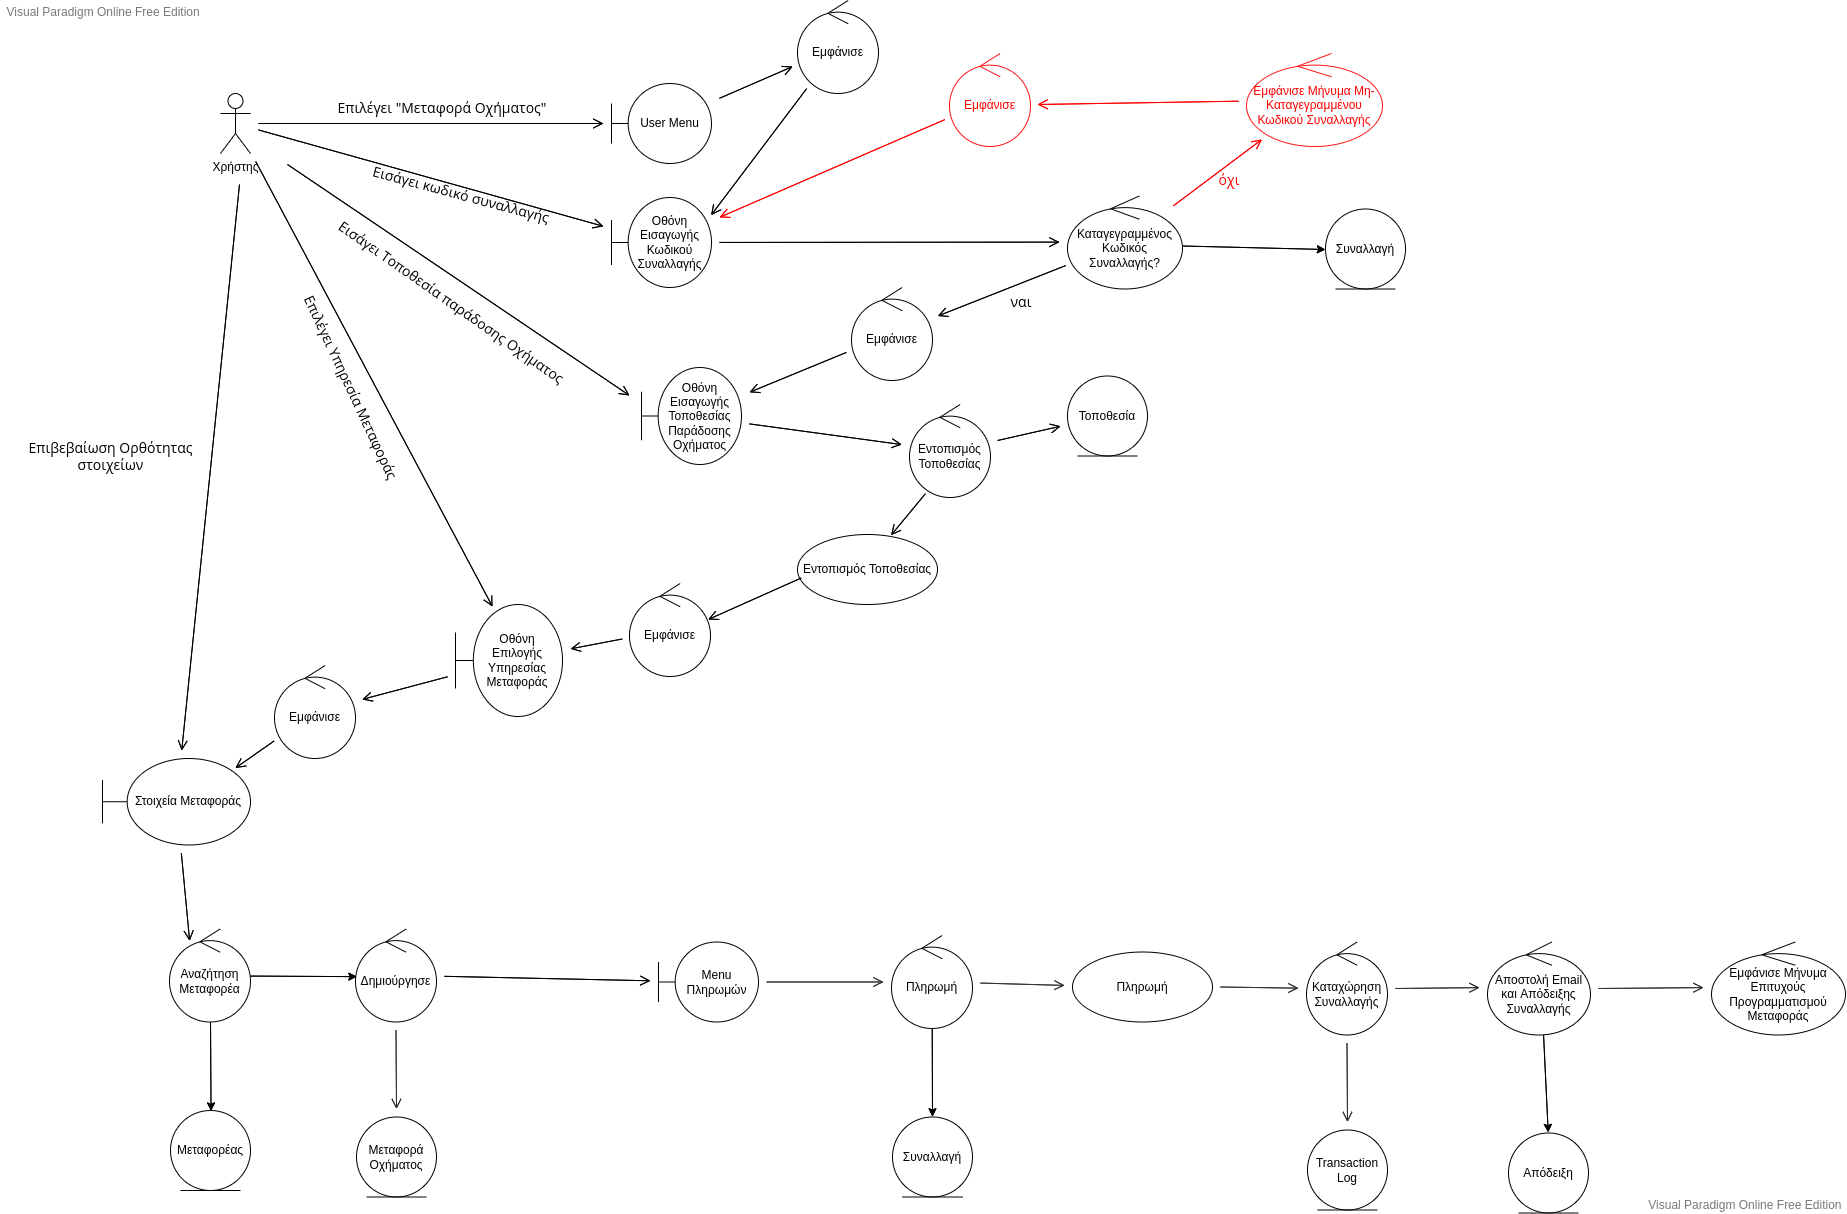 Visual Paradigm Online Free Edition
Εμφάνισε
Επιλέγει "Μεταφορά Οχήματος"
User Menu
Χρήστης
Εμφάνισε
Εμφάνισε Μήνυμα Μη-
Καταγεγραμμένου
Κωδικού Συναλλαγής
Εισάγει κωδικό συναλλαγής
όχι
Οθόνη
Εισαγωγής
Κωδικού
Συναλλαγής
Καταγεγραμμένος
Κωδικός
Συναλλαγής?
Συναλλαγή
Εισάγει Τοποθεσία παράδοσης Οχήματος
ναι
Εμφάνισε
Επιλέγει Υπηρεσία Μεταφοράς
Οθόνη
Εισαγωγής
Τοποθεσίας
Παράδοσης
Οχήματος
Τοποθεσία
Εντοπισμός
Τοποθεσίας
Επιβεβαίωση Ορθότητας
στοιχείων
Εντοπισμός Τοποθεσίας
Εμφάνισε
Οθόνη
Επιλογής
Υπηρεσίας
Μεταφοράς
Εμφάνισε
Στοιχεία Μεταφοράς
Αναζήτηση
Μεταφορέα
Δημιούργησε
Menu
Πληρωμών
Πληρωμή
Πληρωμή
Καταχώρηση
Συναλλαγής
Αποστολή Email
και Απόδειξης
Συναλλαγής
Εμφάνισε Μήνυμα
Επιτυχούς
Προγραμματισμού
Μεταφοράς
Μεταφορέας
Μεταφορά
Οχήματος
Συναλλαγή
Transaction
Log
Απόδειξη
Visual Paradigm Online Free Edition